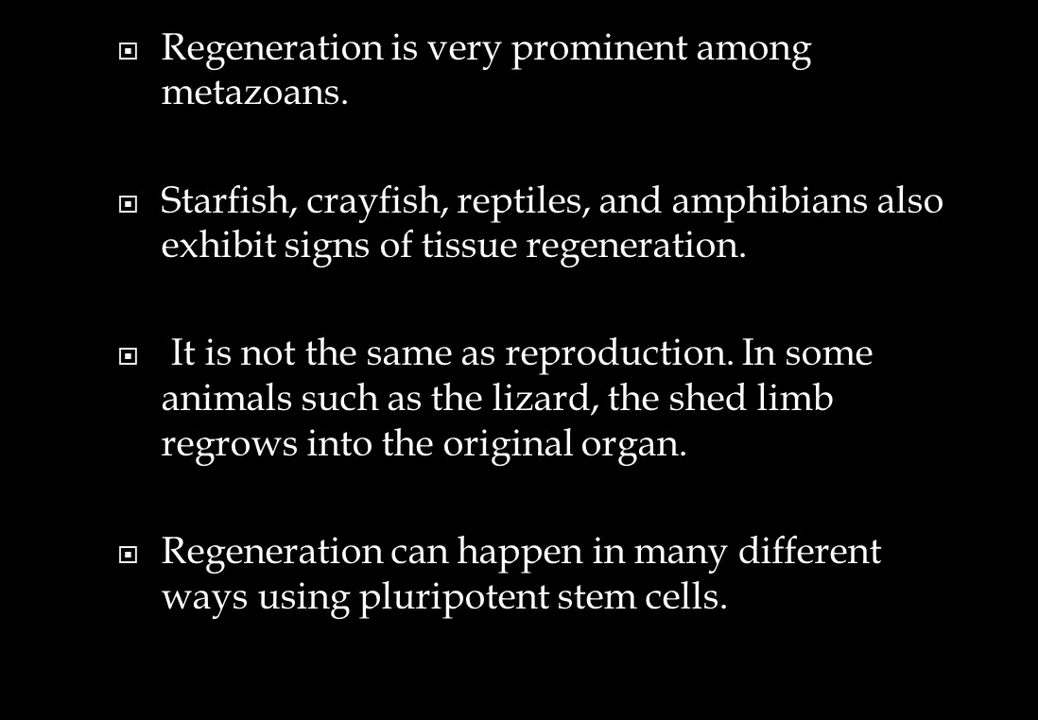 Regeneration is very prominent among
metazoans.
Starfish, crayfish, reptiles, and amphibians also
exhibit signs of tissue regeneration.
It is not the same as reproduction. In some
animals such as the lizard, the shed limb
regrows into the original organ.
Regeneration can happen in many different
ways using pluripotent stem cells.